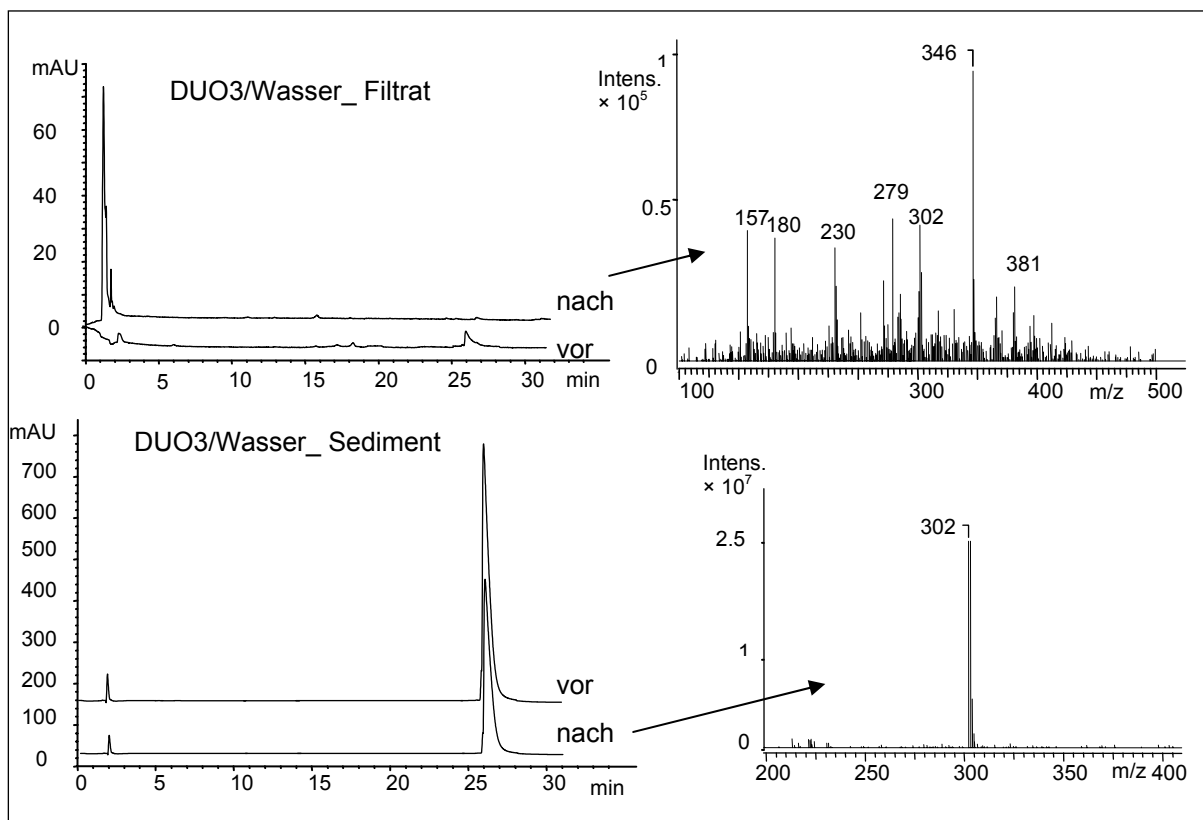 mAU
DUO3/Wasser_ Filtrat
60
40
20
0
nach
vor
0 5 10 15 20 25 30 min
1
Intens.
× 10⁵
0.5
0
346
279
302
157
180
230
381
100 300 400 m/z 500
mAU
DUO3/Wasser_ Sediment
700
600
500
400
300
200
100
0
vor
nach
0 5 10 15 20 25 30 min
Intens.
× 10⁷
2.5
1
0
302
200 250 300 350 m/z 400